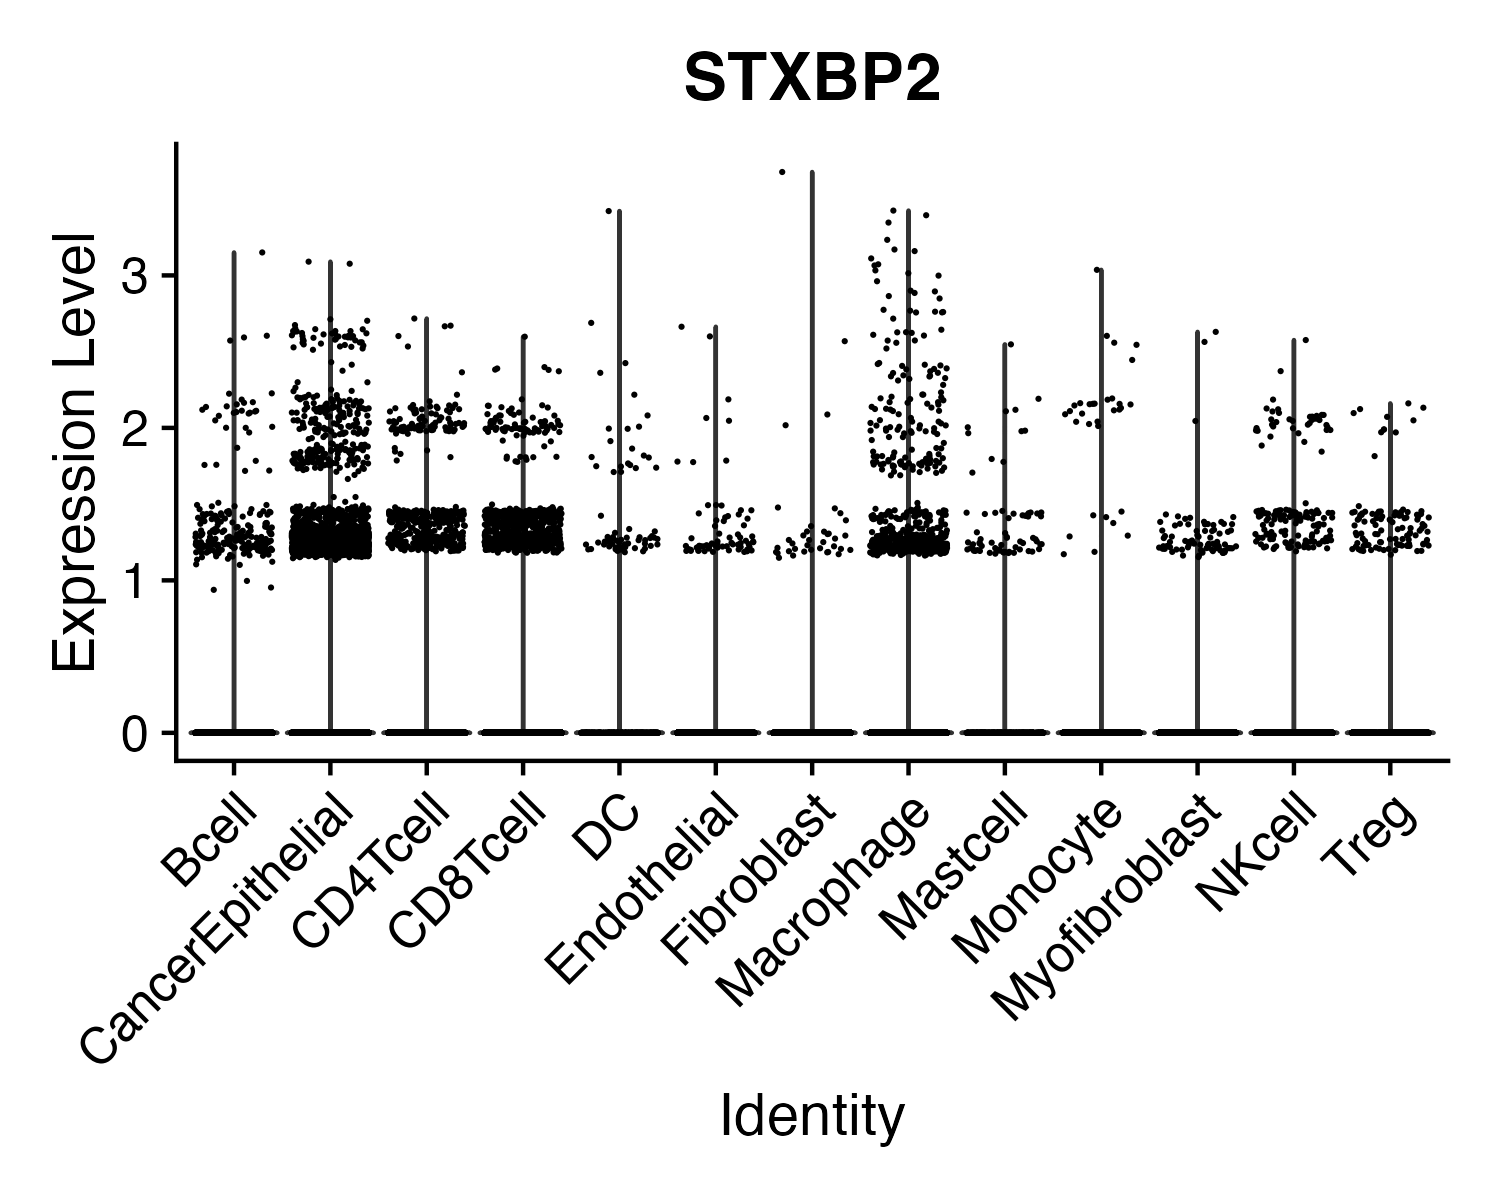 STXBP2
Expression Level
3
2
1
0
Bcell
CancerEpithelial
CD4Tcell
CD8Tcell
DC
Endothelial
Fibroblast
Macrophage
Mastcell
Monocyte
Myofibroblast
NKcell
Treg
Identity